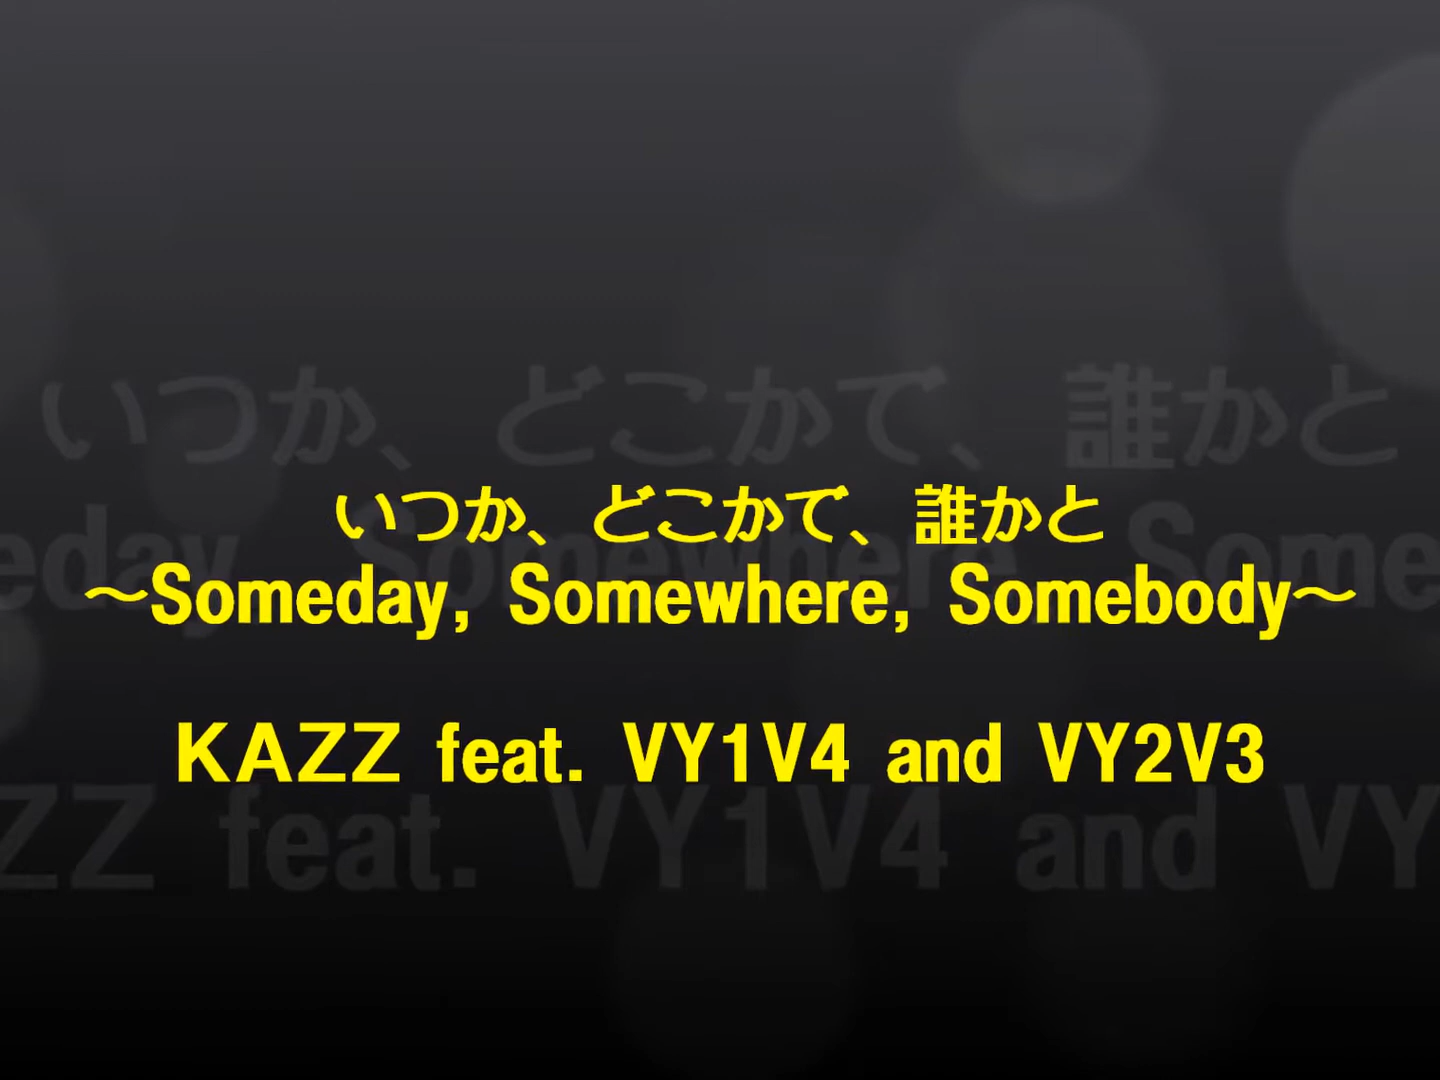 いつか、どこかで、誰かと
～Someday, Somewhere, Somebody～
KAZZ feat. VY1V4 and VY2V3